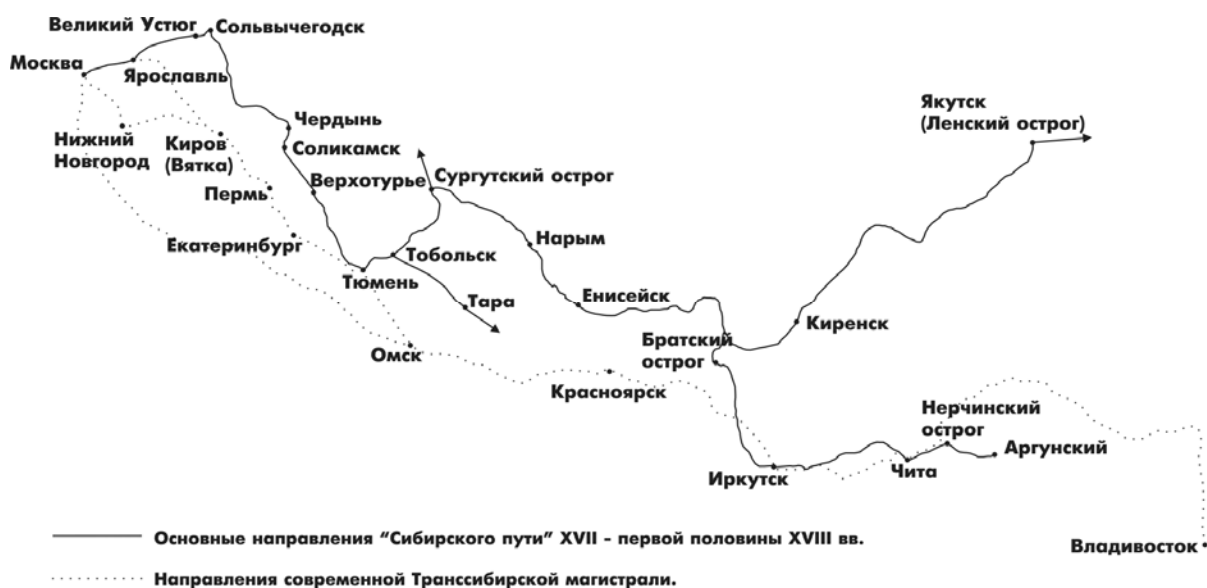 Великий Устюг
Сольвычегодск
Москва
Ярославль
Якутск
(Ленский острог)
Чердынь
Нижний
Новгород
Киров
(Вятка)
Соликамск
Пермь
Верхотурье
Сургутский острог
Екатеринбург
Нарым
Тобольск
Тюмень
Енисейск
Тара
Киренск
Омск
Братский
острог
Красноярск
Нерчинский
острог
Аргунский
Иркутск
Чита
Основные направления "Сибирского пути" XVII - первой половины XVIII вв.
Владивосток
Направления современной Транссибирской магистрали.